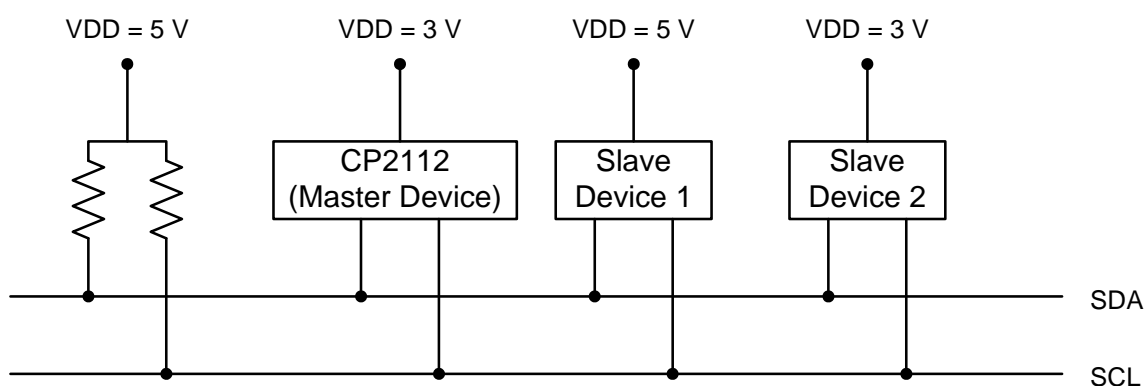 VDD = 5 V
VDD = 3 V
VDD = 5 V
VDD = 3 V
CP2112
(Master Device)
Slave
Device 1
Slave
Device 2
SDA
SCL